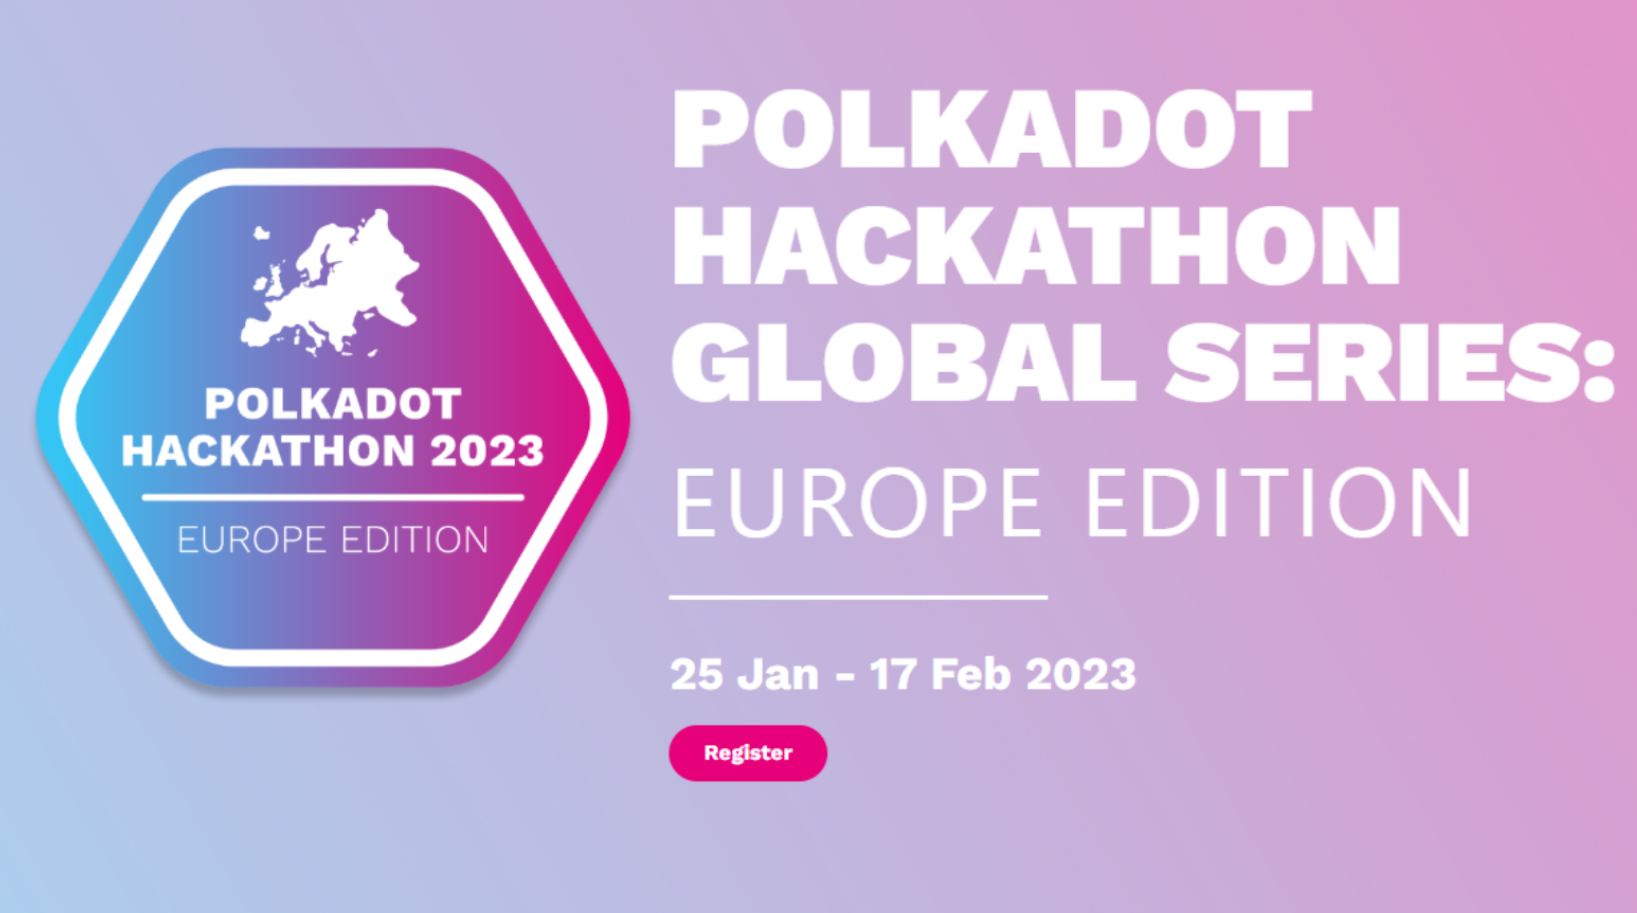 POLKADOT
HACKATHON 2023
EUROPE EDITION
POLKADOT
HACKATHON
GLOBAL SERIES:
EUROPE EDITION
25 Jan - 17 Feb 2023
Register